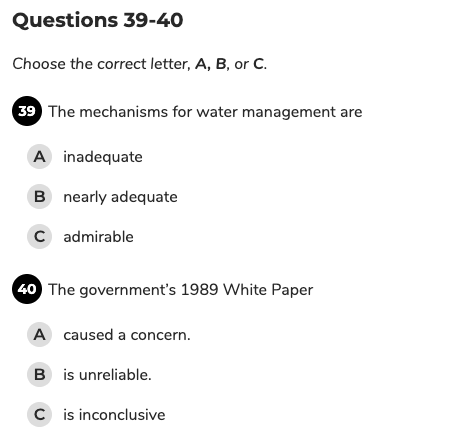 Questions 39-40
Choose the correct letter, A, B, or C.
39 The mechanisms for water management are
A inadequate
B nearly adequate
C admirable
40 The government's 1989 White Paper
A caused a concern.
B is unreliable.
C is inconclusive